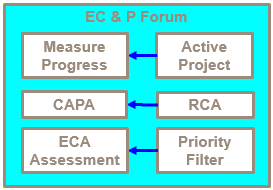 EC & P Forum
Measure
Progress
Active
Project
CAPA
RCA
ECA
Assessment
Priority
Filter